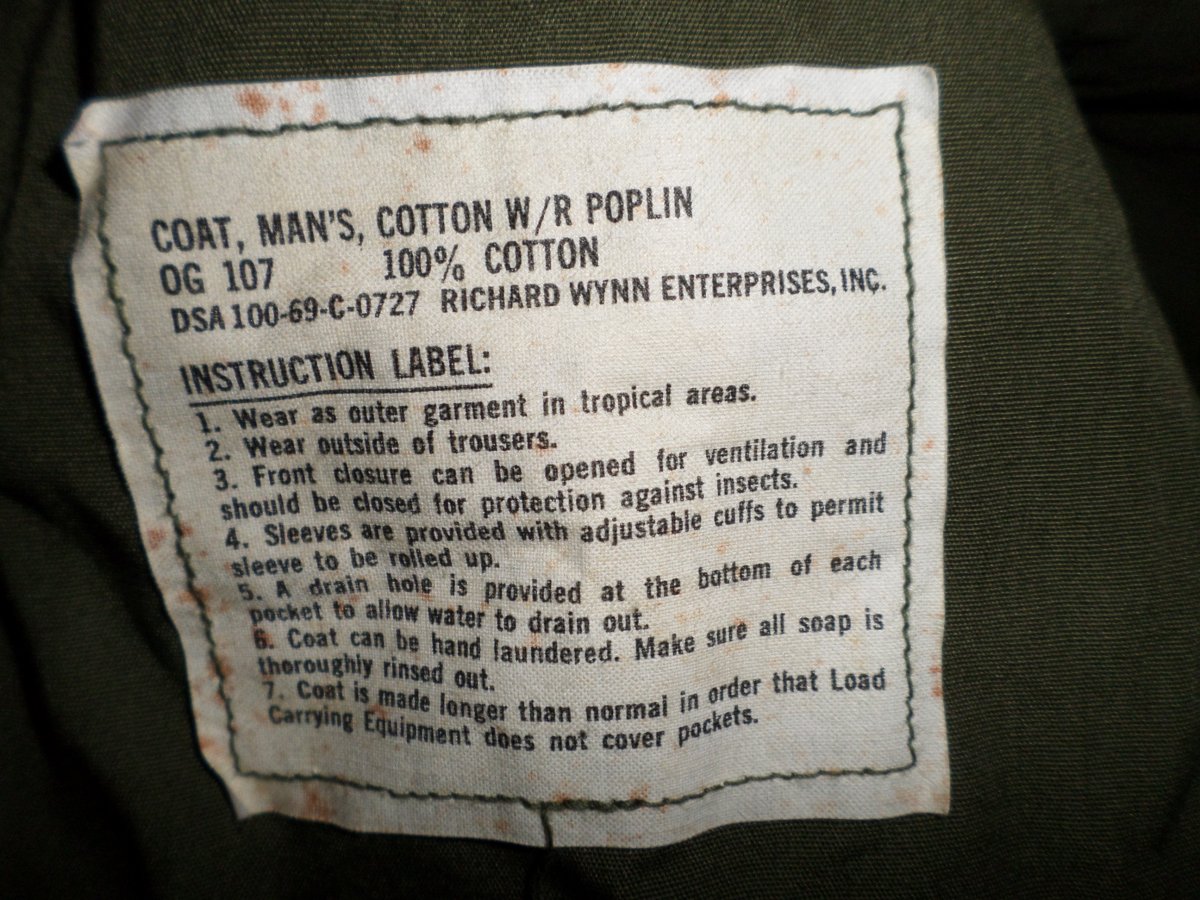 COAT, MAN'S, COTTON W/R POPLIN
OG 107 100% COTTON
DSA 100-69-C-0727 RICHARD WYNN ENTERPRISES, INC.
INSTRUCTION LABEL:
1. Wear as outer garment in tropical areas.
2. Wear outside of trousers.
3. Front closure can be opened for ventilation and
should be closed for protection against insects.
4. Sleeves are provided with adjustable cuffs to permit
sleeve to be rolled up.
5. A drain hole is provided at the bottom of each
pocket to allow water to drain out.
6. Coat can be hand laundered. Make sure all soap is
thoroughly rinsed out.
7. Coat is made longer than normal in order that Load
Carrying Equipment does not cover pockets.